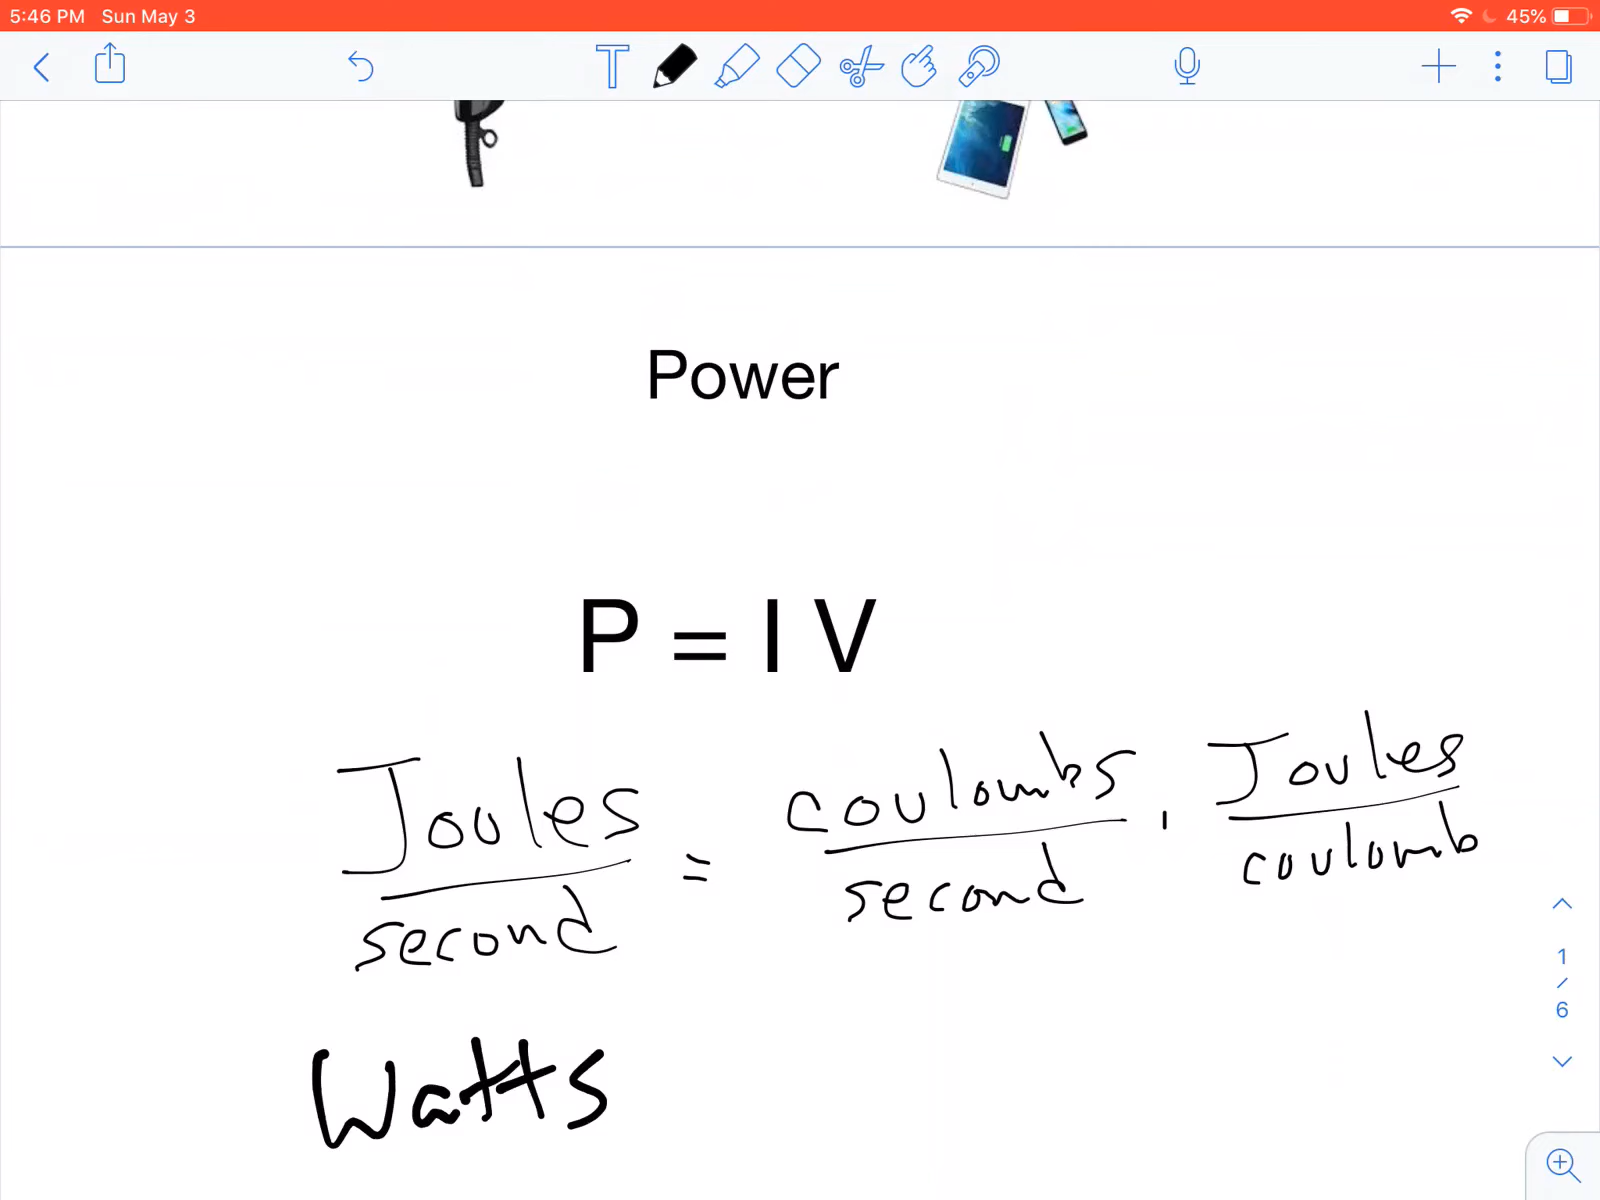 5:46 PM Sun May 3 45%
T
Power
P = I V
Joules coulombs Joules
= ·
second second coulomb
Watts
1
/
6